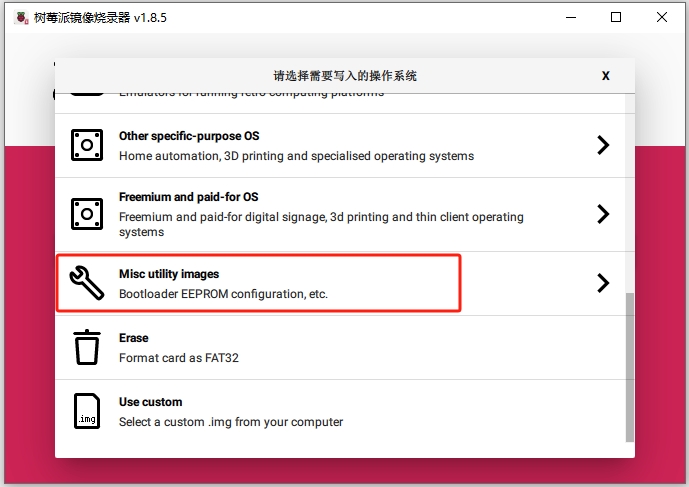 树莓派镜像烧录器 v1.8.5
请选择需要写入的操作系统
x
Emulators for running retro computing platforms
Other specific-purpose OS
Home automation, 3D printing and specialised operating systems
Freemium and paid-for OS
Freemium and paid-for digital signage, 3d printing and thin client operating
systems
Misc utility images
Bootloader EEPROM configuration, etc.
Erase
Format card as FAT32
Use custom
.img
Select a custom .img from your computer